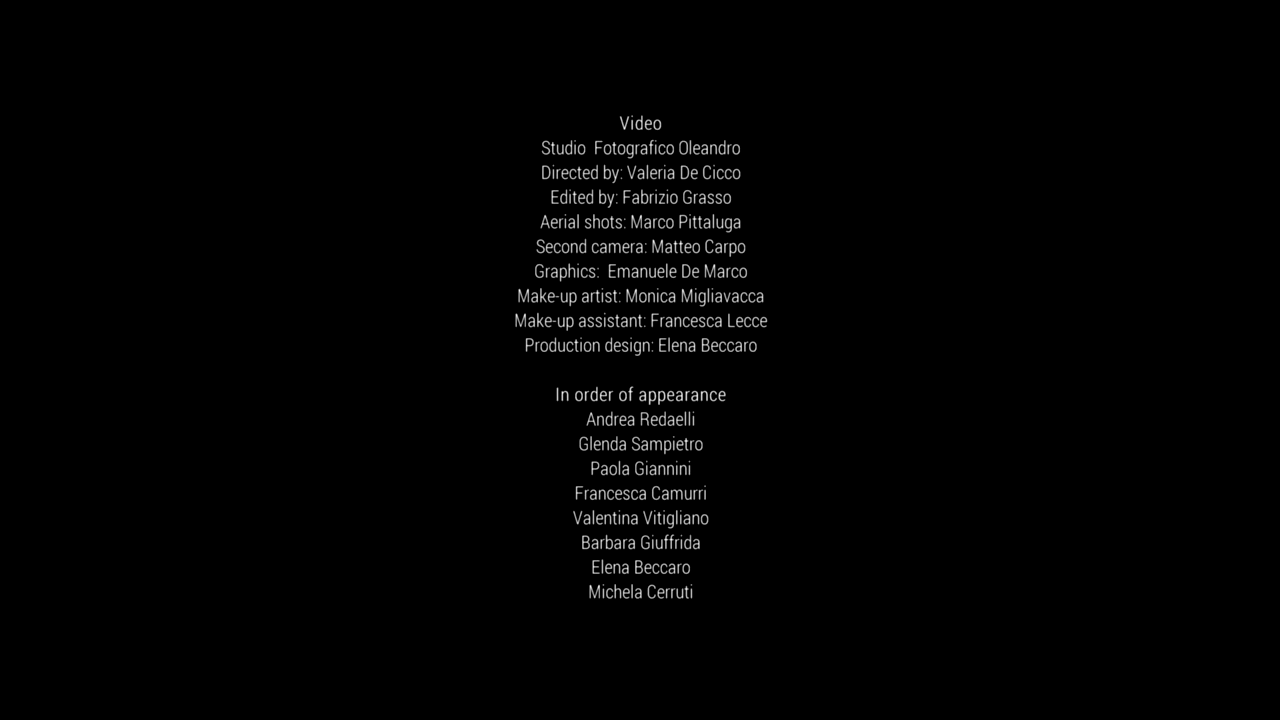 Video
Studio  Fotografico Oleandro
Directed by: Valeria De Cicco
Edited by: Fabrizio Grasso
Aerial shots: Marco Pittaluga
Second camera: Matteo Carpo
Graphics:  Emanuele De Marco
Make-up artist: Monica Migliavacca
Make-up assistant: Francesca Lecce
Production design: Elena Beccaro
In order of appearance
Andrea Redaelli
Glenda Sampietro
Paola Giannini
Francesca Camurri
Valentina Vitigliano
Barbara Giuffrida
Elena Beccaro
Michela Cerruti